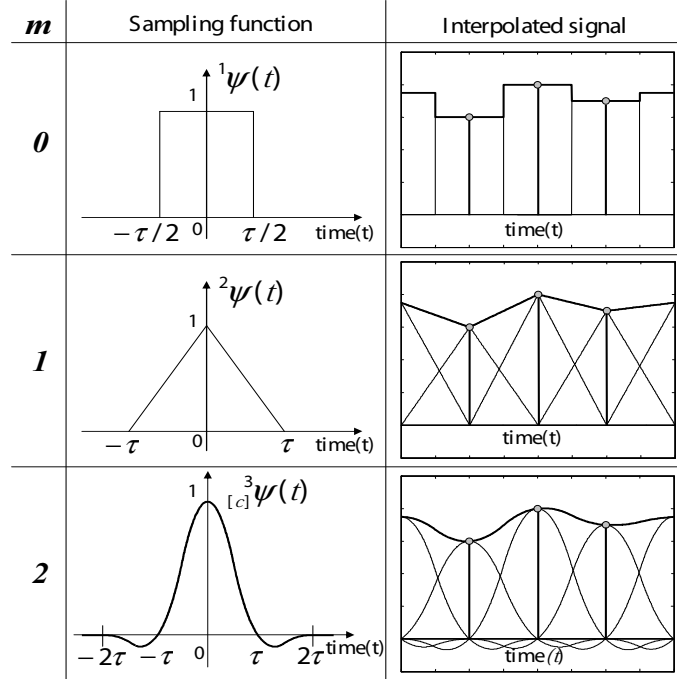 m Sampling function Interpolated signal
¹ψ(t)
1
0
−τ/2 0 τ/2 time(t)
time(t)
²ψ(t)
1
1
−τ 0 τ time(t)
time(t)
[c]³ψ(t)
1
2
−2τ −τ 0 τ 2τ time(t)
time(t)